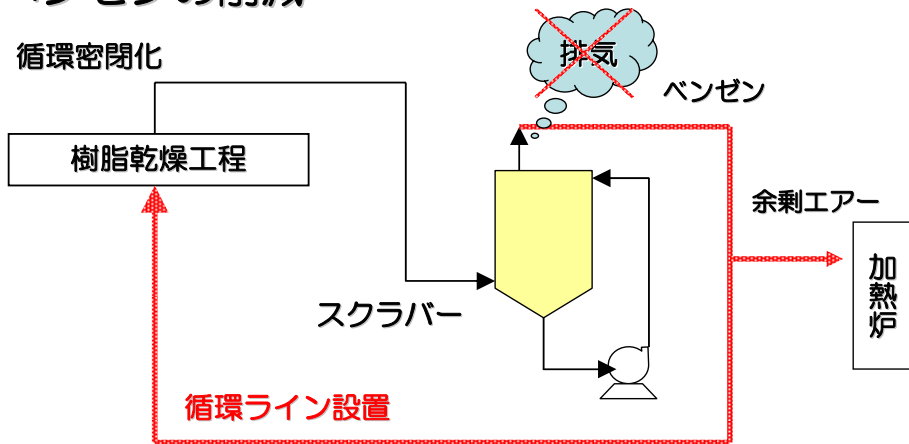 循環密閉化
排気
ベンゼン
樹脂乾燥工程
余剰エアー
加熱炉
スクラバー
循環ライン設置